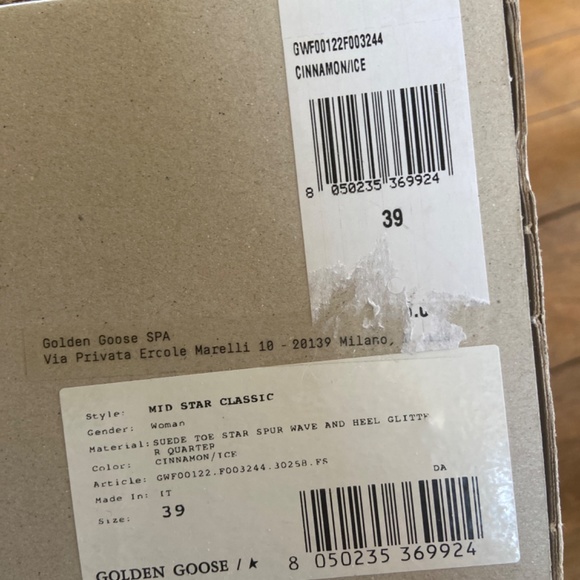 GWF00122F003244
CINNAMON/ICE
8 050235 369924
39
Golden Goose SPA
Via Privata Ercole Marelli 10 - 20139 Milano,
Style: MID STAR CLASSIC
Gender: Woman
Material: SUEDE TOE STAR SPUR WAVE AND HEEL GLITTE
R QUARTER
Color: CINNAMON/ICE
Article: GWF00122.F003244.30258.FS
Made In: IT
DA
Size: 39
GOLDEN GOOSE / ★
8 050235 369924